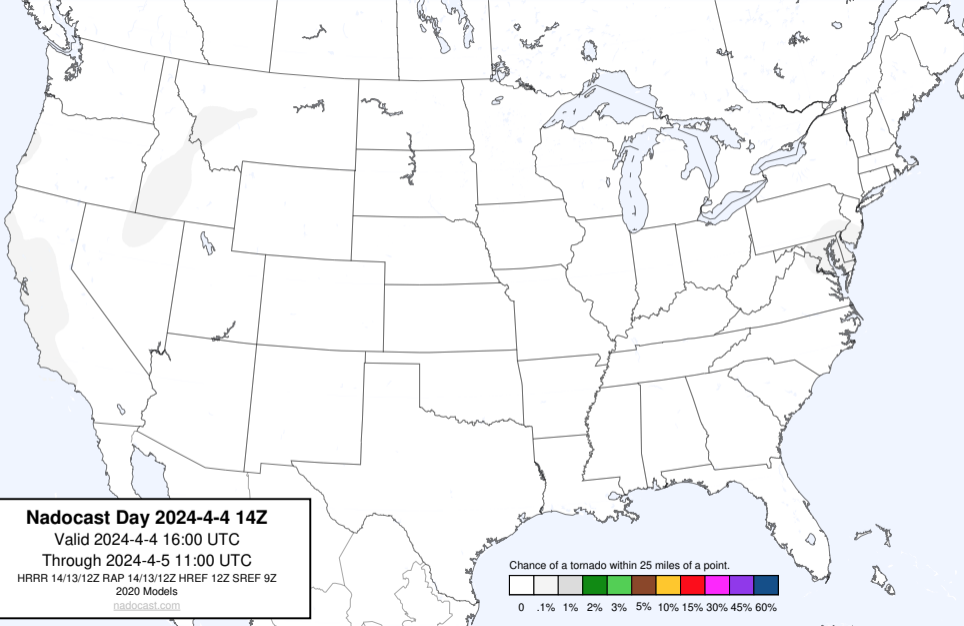 Nadocast Day 2024-4-4 14Z
Valid 2024-4-4 16:00 UTC
Through 2024-4-5 11:00 UTC
HRRR 14/13/12Z RAP 14/13/12Z HREF 12Z SREF 9Z
2020 Models
nadocast.com
Chance of a tornado within 25 miles of a point.
0 .1% 1% 2% 3% 5% 10% 15% 30% 45% 60%